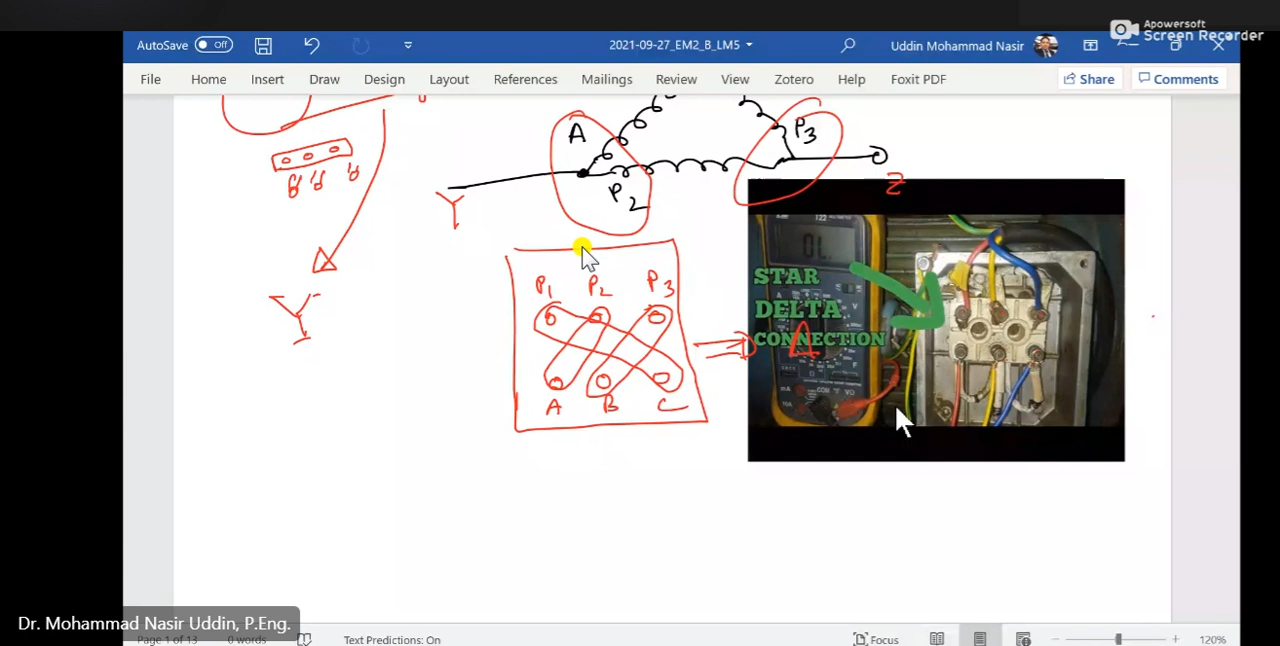 Apowersoft
Screen Recorder
AutoSave Off 2021-09-27_EM2_B_LM5 Uddin Mohammad Nasir
File Home Insert Draw Design Layout References Mailings Review View Zotero Help Foxit PDF Share Comments
A
P3
P2
Y
Z
Δ
Y
P1 P2 P3
A B C
OL
STAR
DELTA
CONNECTION
Δ
Dr. Mohammad Nasir Uddin, P.Eng.
Page 1 of 13 0 words Text Predictions: On Focus 120%